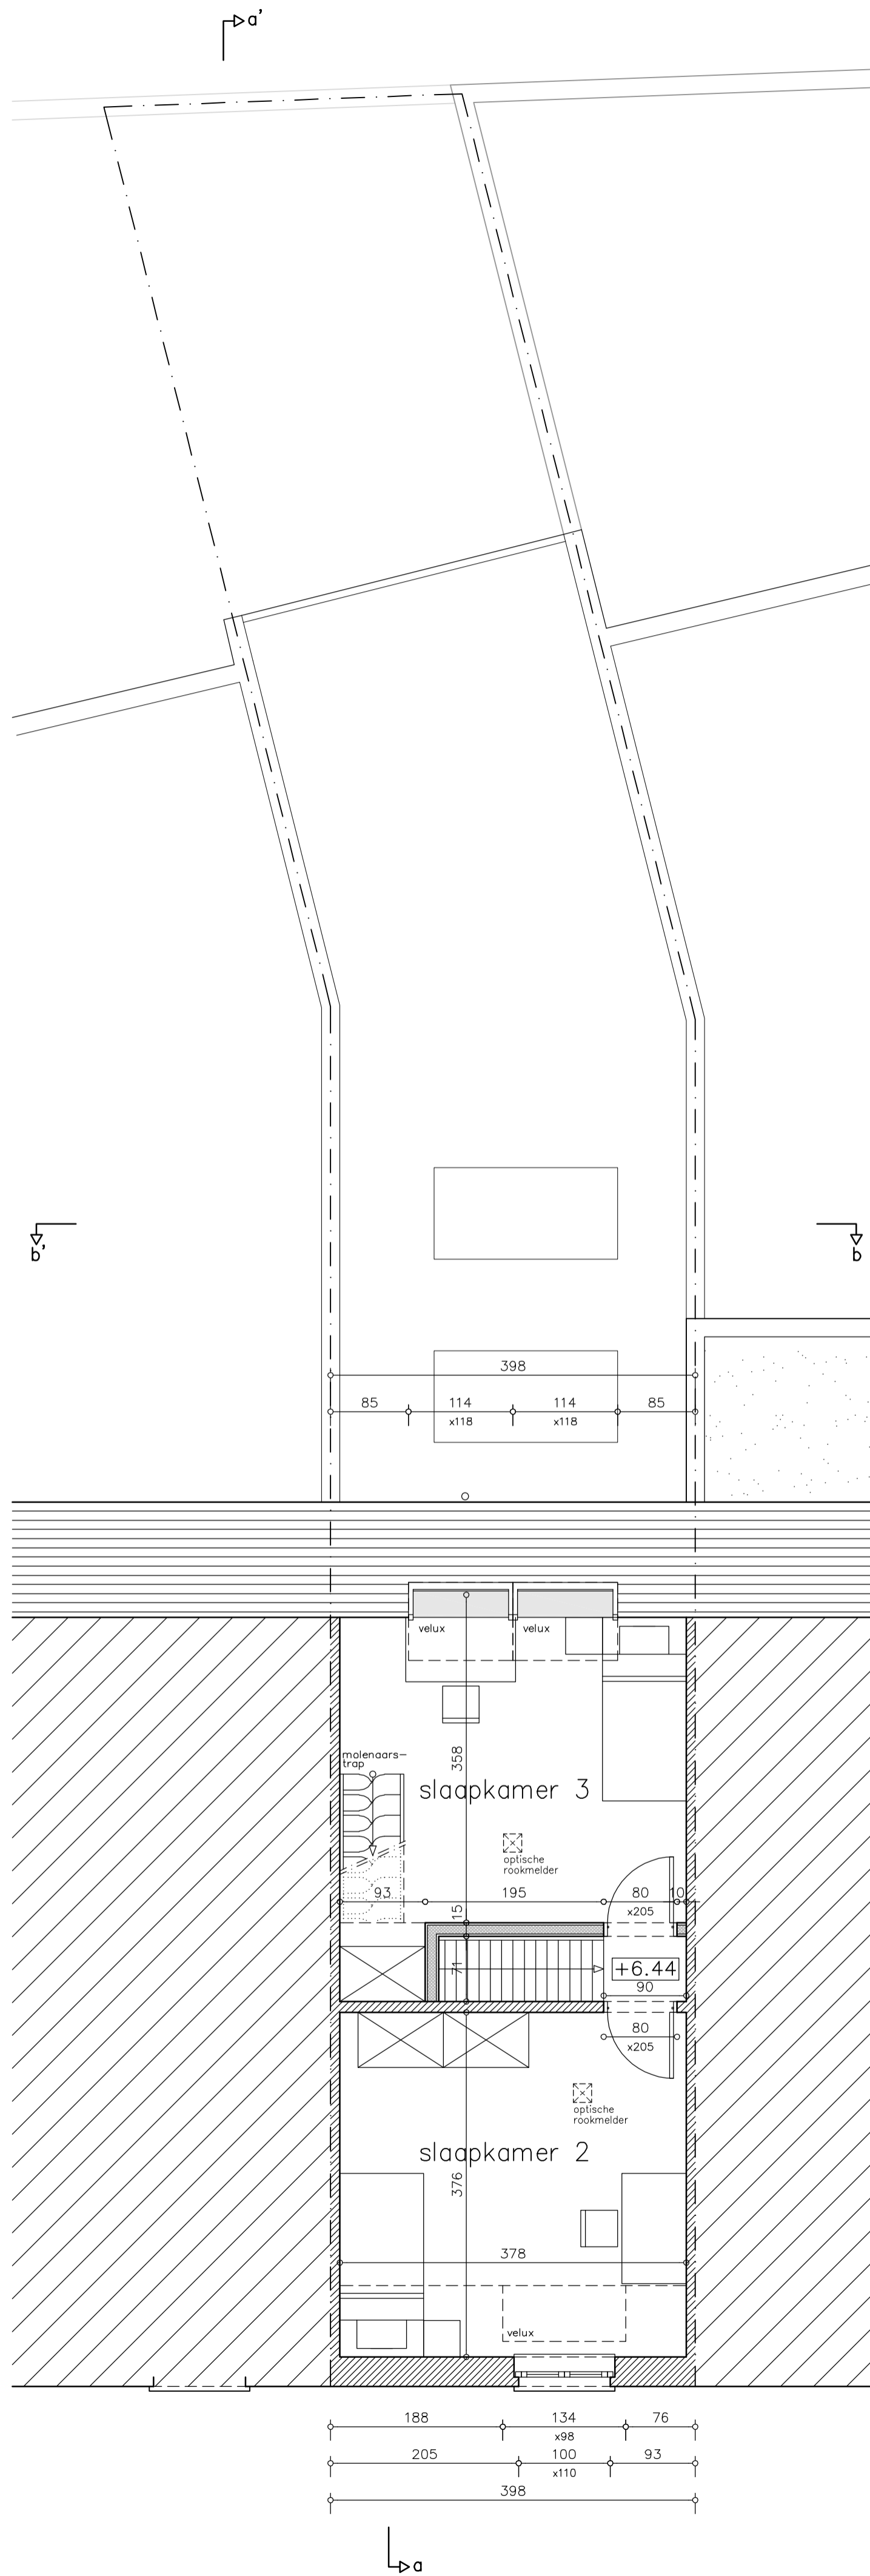 a'
b'
b
398
85
114
114
85
x118
x118
velux
velux
358
molenaars-
trap
slaapkamer 3
optische
rookmelder
93
15
195
80
10
x205
71
+6.44
90
80
x205
optische
rookmelder
slaapkamer 2
376
378
velux
188
134
76
x98
205
100
93
x110
398
a